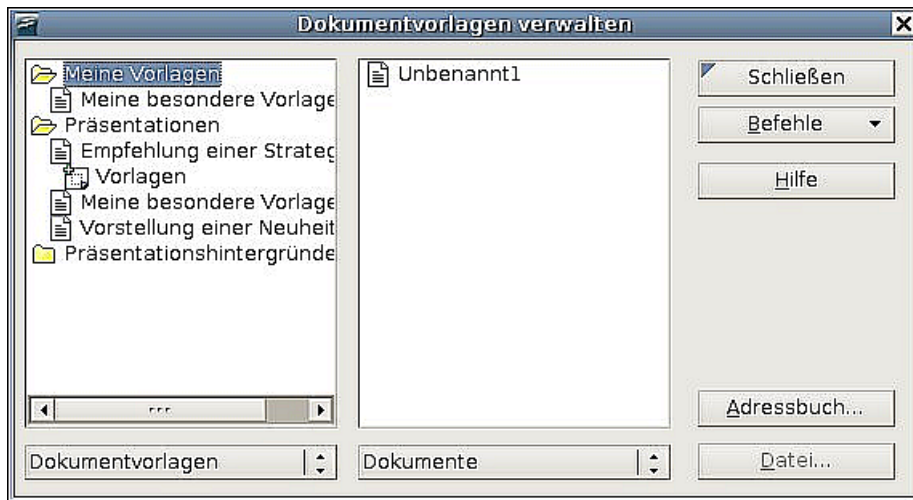 Dokumentvorlagen verwalten
Meine Vorlagen
Meine besondere Vorlage
Präsentationen
Empfehlung einer Strateg
Vorlagen
Meine besondere Vorlage
Vorstellung einer Neuheit
Präsentationshintergründe
Dokumentvorlagen
Unbenannt1
Dokumente
Schließen
Befehle
Hilfe
Adressbuch...
Datei...